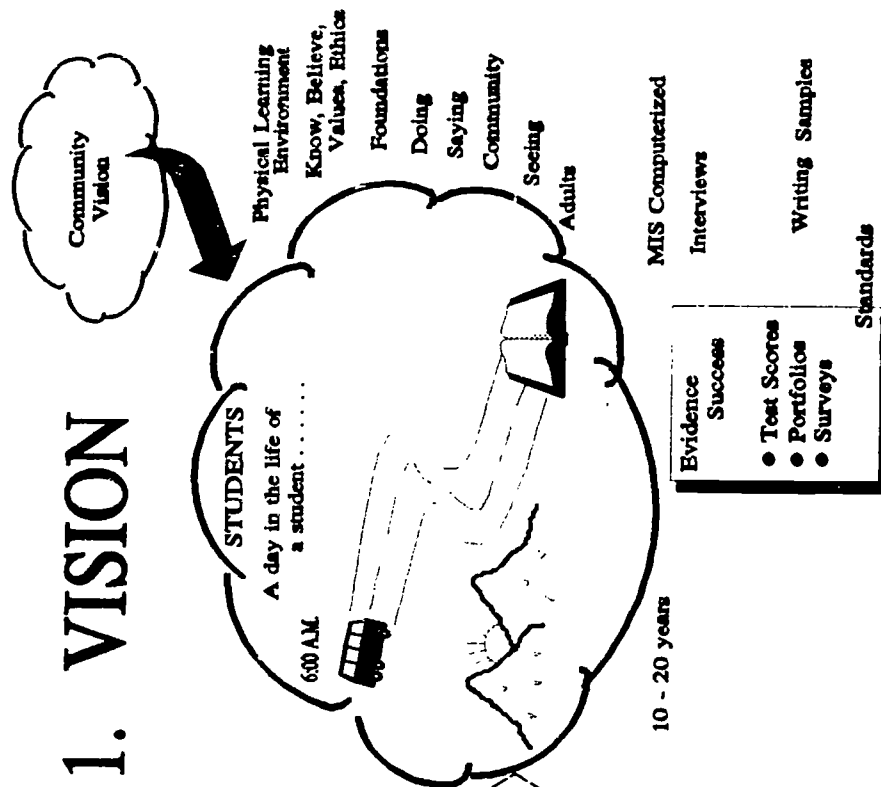 1. VISION
Community
Vision
STUDENTS
A day in the life of
a student . . . . . .
6:00 A.M.
Physical Learning
Environment
Know, Believe,
Values, Ethics
Foundations
Doing
Saying
Community
Seeing
Adults
10 - 20 years
Evidence
Success
● Test Scores
● Portfolios
● Surveys
MIS Computerized
Interviews
Writing Samples
Standards